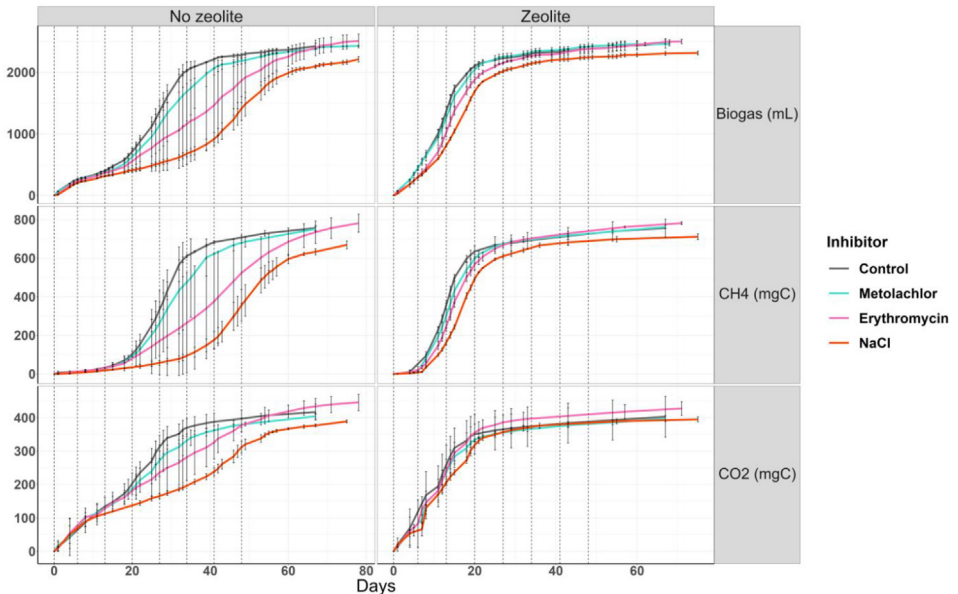 No zeolite Zeolite
2000
1000
0
Biogas (mL)
800
600
400
200
0
CH4 (mgC)
400
300
200
100
0
CO2 (mgC)
0 20 40 60 80 0 20 40 60
Days
Inhibitor
Control
Metolachlor
Erythromycin
NaCl